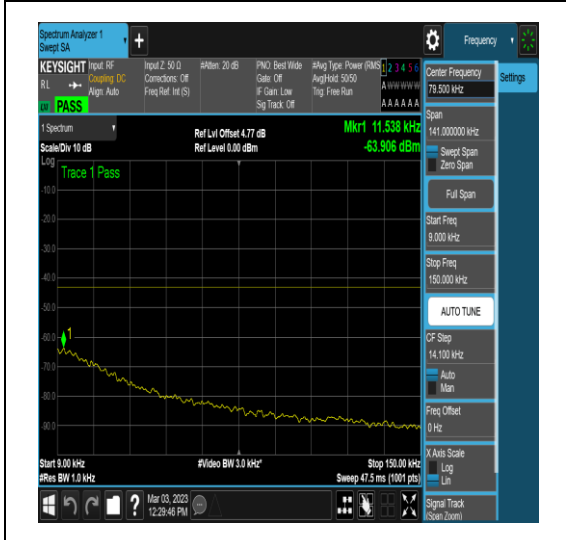 Spectrum Analyzer 1
Swept SA
Frequency
KEYSIGHT
RL
PASS
Input: RF
Coupling: DC
Align: Auto
Input Z: 50 Ω
Corrections: Off
Freq Ref: Int (S)
#Atten: 20 dB
PNO: Best Wide
Gate: Off
IF Gain: Low
Sig Track: Off
#Avg Type: Power (RMS)
Avg|Hold: 50/50
Trig: Free Run
1 2 3 4 5 6
A W W W W W
A A A A A A
1 Spectrum
Scale/Div 10 dB
Ref Lvl Offset 4.77 dB
Ref Level 0.00 dBm
Mkr1 11.538 kHz
-63.906 dBm
Log
Trace 1 Pass
-10.0
-20.0
-30.0
-40.0
-50.0
-60.0
-70.0
-80.0
-90.0
1
Start 9.00 kHz
#Res BW 1.0 kHz
#Video BW 3.0 kHz*
Stop 150.00 kHz
Sweep 47.5 ms (1001 pts)
Mar 03, 2023
12:29:46 PM
Center Frequency
79.500 kHz
Settings
Span
141.000000 kHz
Swept Span
Zero Span
Full Span
Start Freq
9.000 kHz
Stop Freq
150.000 kHz
AUTO TUNE
CF Step
14.100 kHz
Auto
Man
Freq Offset
0 Hz
X Axis Scale
Log
Lin
Signal Track
(Span Zoom)